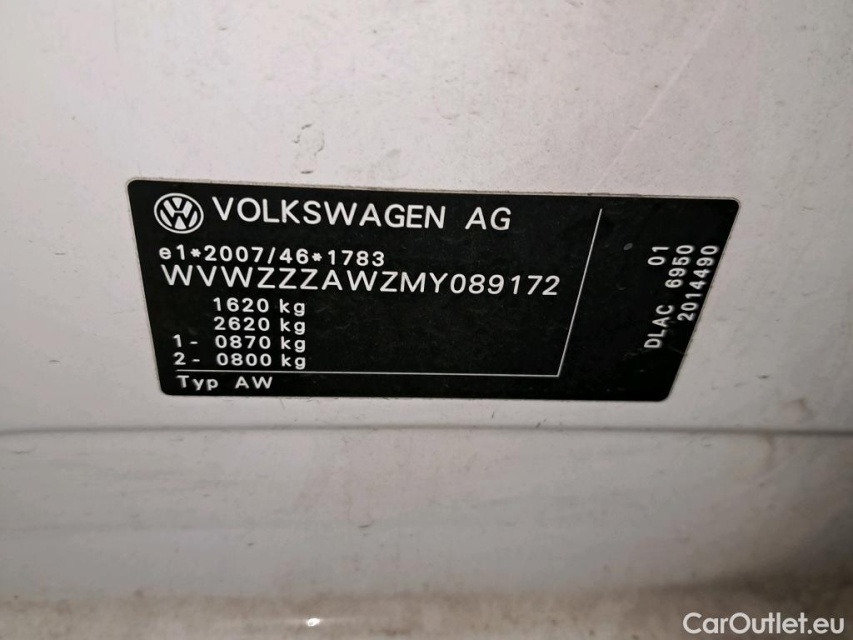 VOLKSWAGEN AG
e1*2007/46*1783
WVWZZZAWZMY089172
1620 kg
2620 kg
1- 0870 kg
2- 0800 kg
Typ AW
01
DLAC 6950
2014490
CarOutlet.eu